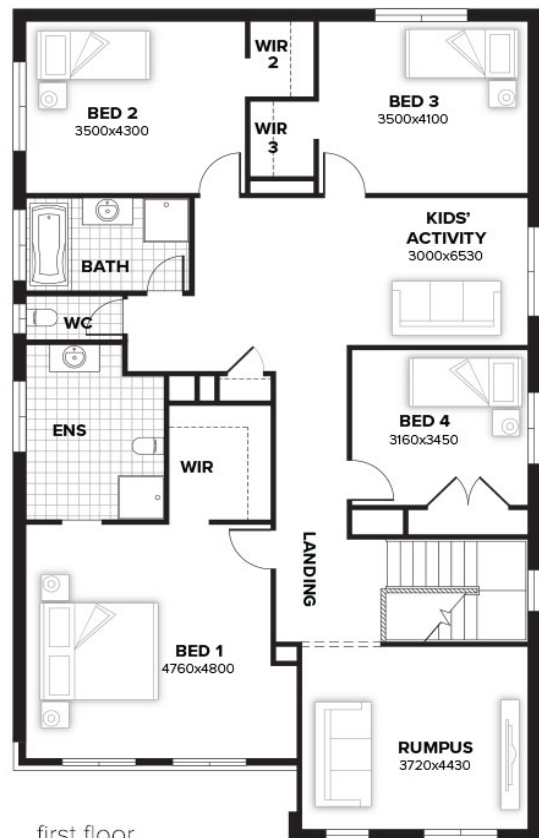 WIR
2
BED 2
3500x4300
BED 3
3500x4100
WIR
3
KIDS'
ACTIVITY
3000x6530
BATH
WC
ENS
WIR
BED 4
3160x3450
LANDING
BED 1
4760x4800
RUMPUS
3720x4430
first floor